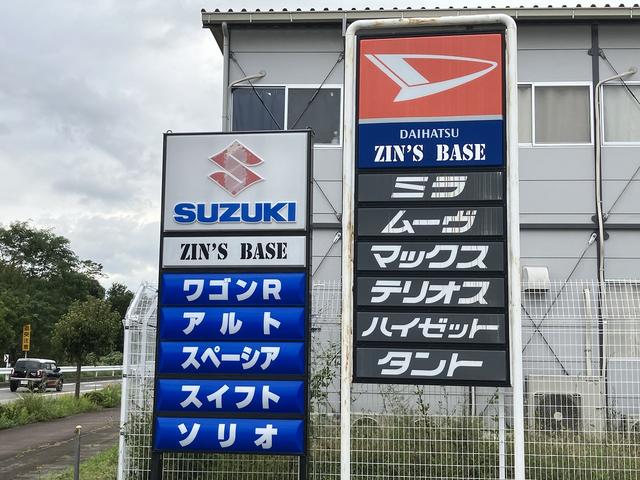 SUZUKI
ZIN'S BASE
ワゴンR
アルト
スペーシア
スイフト
ソリオ
DAIHATSU
ZIN'S BASE
ミラ
ムーヴ
マックス
テリオス
ハイゼット
タント